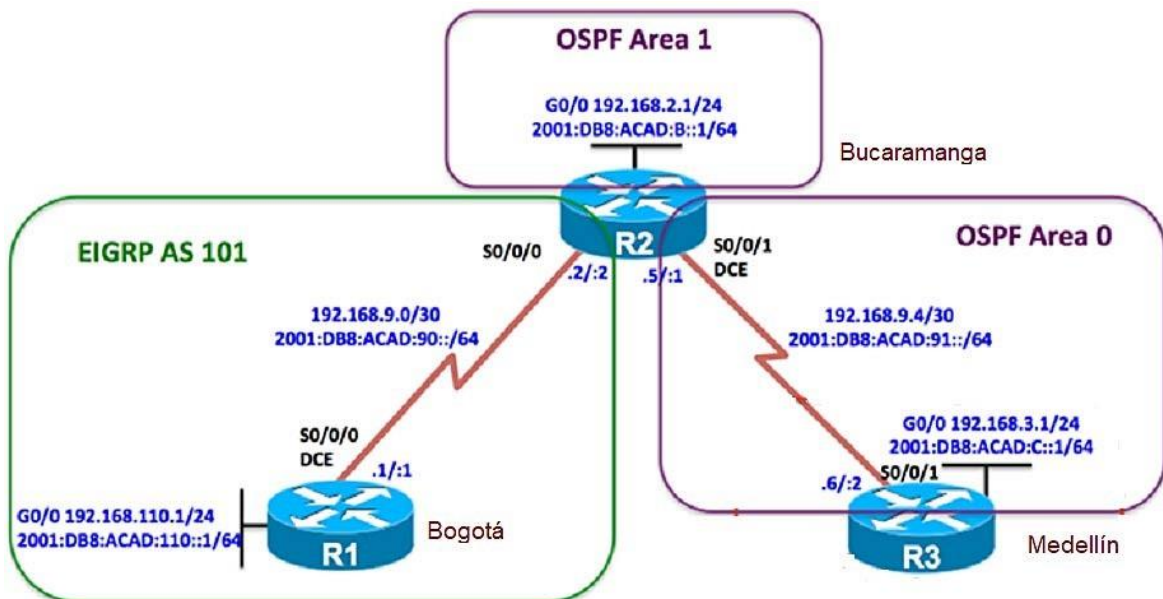 OSPF Area 1
G0/0 192.168.2.1/24
2001:DB8:ACAD:B::1/64
Bucaramanga
R2
EIGRP AS 101
S0/0/0
.2/:2
.5/:1
S0/0/1
DCE
OSPF Area 0
192.168.9.0/30
2001:DB8:ACAD:90::/64
192.168.9.4/30
2001:DB8:ACAD:91::/64
S0/0/0
DCE
.1/:1
G0/0 192.168.3.1/24
2001:DB8:ACAD:C::1/64
.6/:2
S0/0/1
G0/0 192.168.110.1/24
2001:DB8:ACAD:110::1/64
R1
Bogotá
R3
Medellín